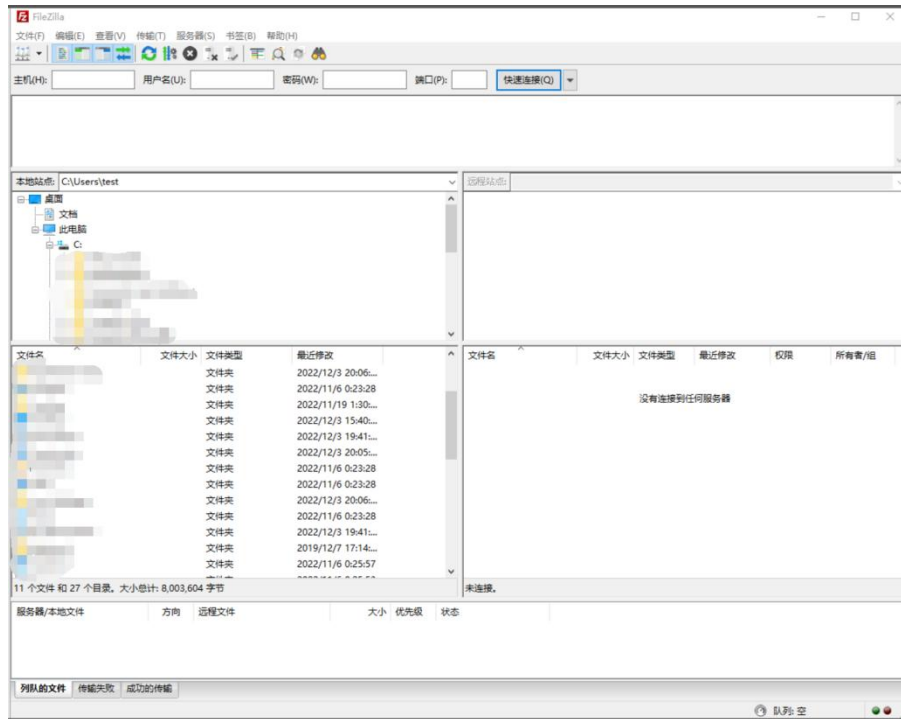 FileZilla
文件(F) 编辑(E) 查看(V) 传输(T) 服务器(S) 书签(B) 帮助(H)
主机(H): 用户名(U): 密码(W): 端口(P): 快速连接(Q)
本地站点: C:\Users\test 远程站点:
桌面
文档
此电脑
C:
文件名 文件大小 文件类型 最近修改 文件名 文件大小 文件类型 最近修改 权限 所有者/组
文件夹 2022/12/3 20:06:...
文件夹 2022/11/6 0:23:28
没有连接到任何服务器
文件夹 2022/11/19 1:30:...
文件夹 2022/12/3 15:40:...
文件夹 2022/12/3 19:41:...
文件夹 2022/12/3 20:05:...
文件夹 2022/11/6 0:23:28
文件夹 2022/11/6 0:23:28
文件夹 2022/12/3 20:06:...
文件夹 2022/11/6 0:23:28
文件夹 2022/12/3 19:41:...
文件夹 2019/12/7 17:14:...
文件夹 2022/11/6 0:25:57
11 个文件 和 27 个目录。大小总计: 8,003,604 字节 未连接。
服务器/本地文件 方向 远程文件 大小 优先级 状态
列队的文件 传输失败 成功的传输
队列: 空